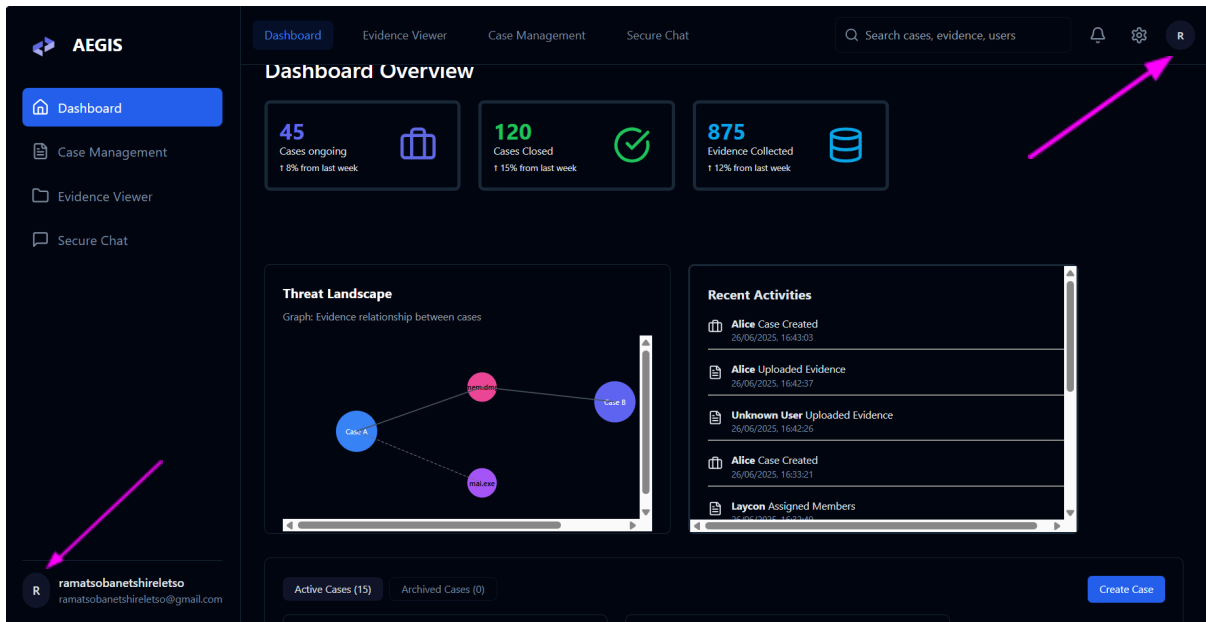 AEGIS
Dashboard
Case Management
Evidence Viewer
Secure Chat
R
ramatsobanetshireletso
ramatsobanetshireletso@gmail.com
Dashboard Evidence Viewer Case Management Secure Chat
Search cases, evidence, users
R
Dashboard Overview
45
Cases ongoing
↑ 8% from last week
120
Cases Closed
↑ 15% from last week
875
Evidence Collected
↑ 12% from last week
Threat Landscape
Graph: Evidence relationship between cases
Case A
Case B
mal.exe
Recent Activities
Alice Case Created
26/06/2025, 16:43:03
Alice Uploaded Evidence
26/06/2025, 16:42:37
Unknown User Uploaded Evidence
26/06/2025, 16:42:26
Alice Case Created
26/06/2025, 16:33:21
Laycon Assigned Members
Active Cases (15) Archived Cases (0)
Create Case